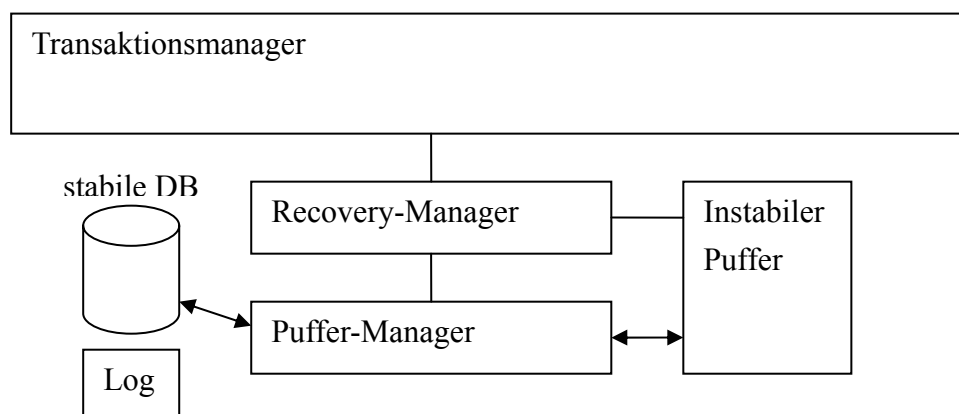 Transaktionsmanager
stabile DB
Recovery-Manager
Instabiler
Puffer
Puffer-Manager
Log